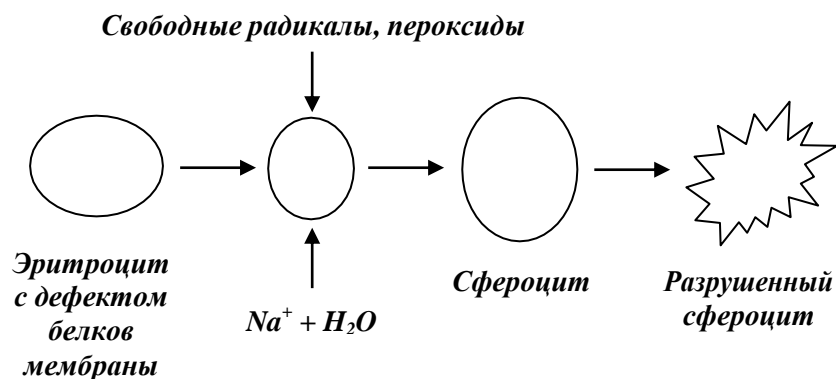 Свободные радикалы, пероксиды
Эритроцит
с дефектом
белков
мембраны
Na⁺ + H₂O
Сфероцит
Разрушенный
сфероцит